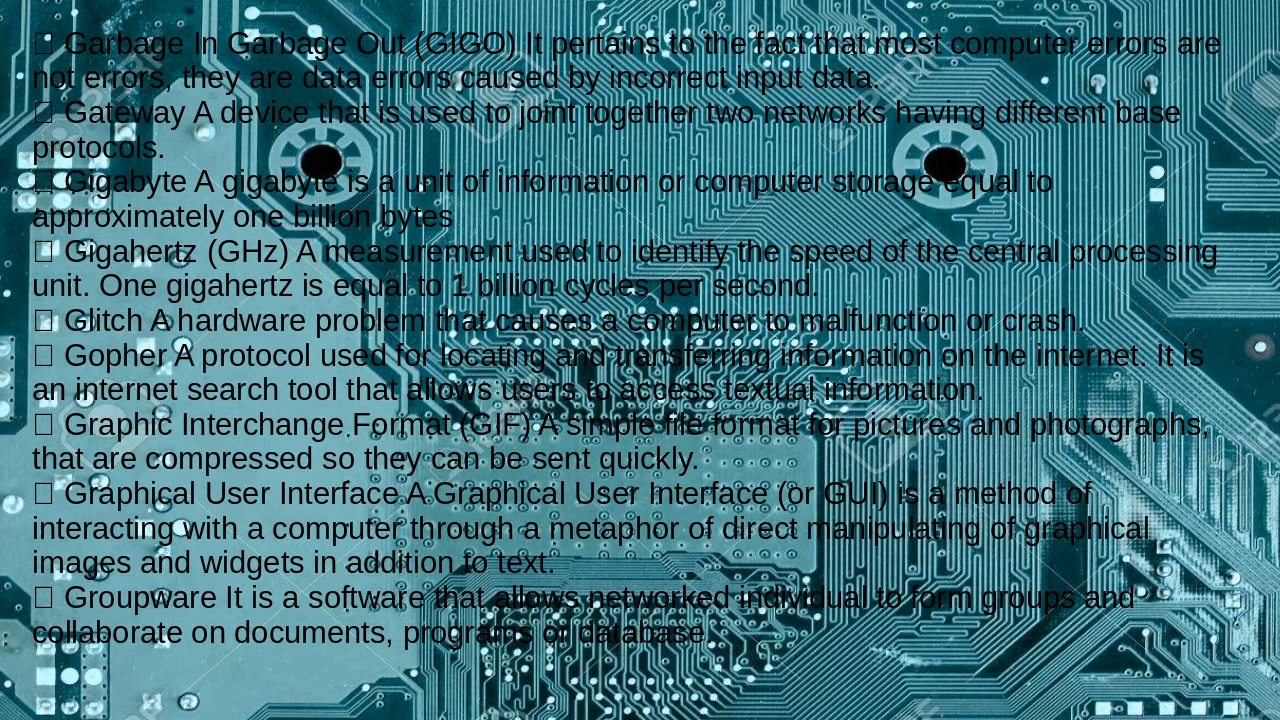 □ Garbage In Garbage Out (GIGO) It pertains to the fact that most computer errors are
not errors, they are data errors caused by incorrect input data.
□ Gateway A device that is used to joint together two networks having different base
protocols.
□ Gigabyte A gigabyte is a unit of information or computer storage equal to
approximately one billion bytes
□ Gigahertz (GHz) A measurement used to identify the speed of the central processing
unit. One gigahertz is equal to 1 billion cycles per second.
□ Glitch A hardware problem that causes a computer to malfunction or crash.
□ Gopher A protocol used for locating and transferring information on the internet. It is
an internet search tool that allows users to access textual information.
□ Graphic Interchange Format (GIF) A simple file format for pictures and photographs,
that are compressed so they can be sent quickly.
□ Graphical User Interface A Graphical User Interface (or GUI) is a method of
interacting with a computer through a metaphor of direct manipulating of graphical
images and widgets in addition to text.
□ Groupware It is a software that allows networked individual to form groups and
collaborate on documents, programs or database.